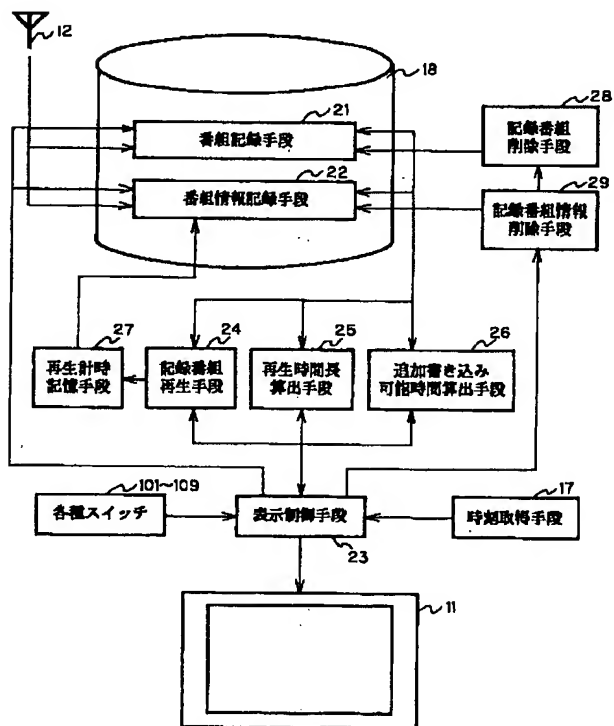 12
18
21
番組記録手段
22
番組情報記録手段
28
記録番組
削除手段
29
記録番組情報
削除手段
27
再生計時
記憶手段
24
記録番組
再生手段
25
再生時間長
算出手段
26
追加書き込み
可能時間算出手段
101~109
各種スイッチ
表示制御手段
23
17
時刻取得手段
11